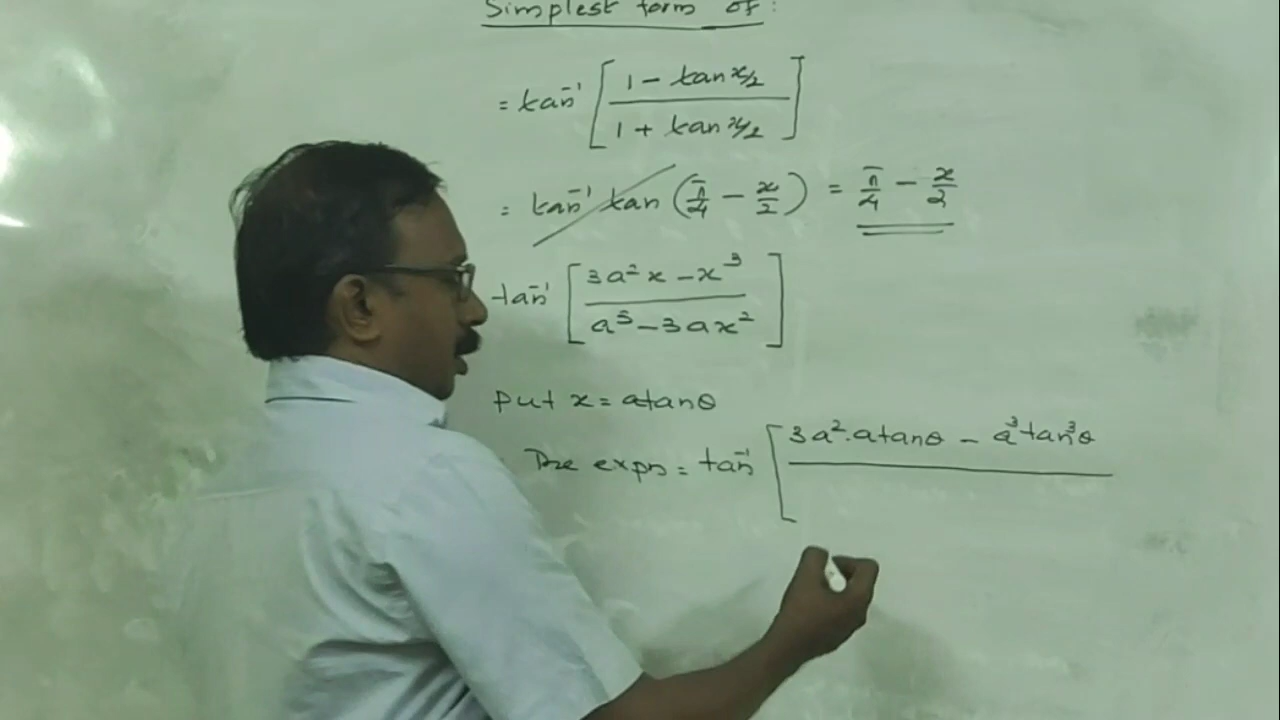 Simplest form of :
= tan⁻¹ [ (1 - tan x/2) / (1 + tan x/2) ]
= tan⁻¹ tan (π/4 - x/2) = π/4 - x/2
tan⁻¹ [ (3a²x - x³) / (a³ - 3ax²) ]
Put x = a tanθ
The expn = tan⁻¹ [ 3a².a tanθ - a³tan³θ